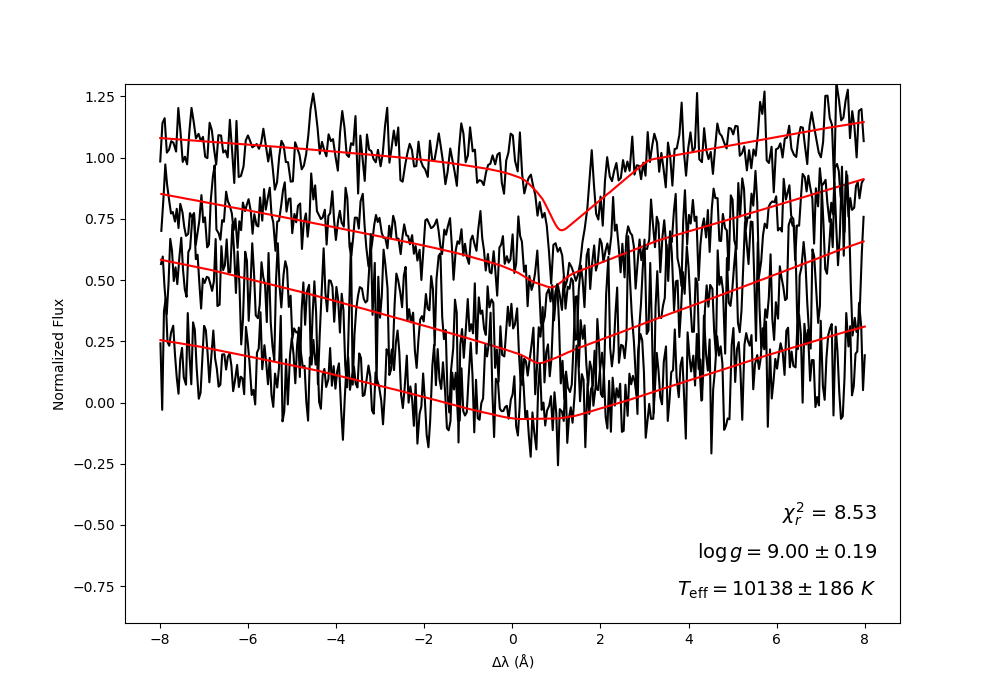 1.25
1.00
0.75
0.50
0.25
0.00
−0.25
−0.50
−0.75
Normalized Flux
χ²ᵣ = 8.53
log g = 9.00 ± 0.19
T_eff = 10138 ± 186 K
−8 −6 −4 −2 0 2 4 6 8
Δλ (Å)